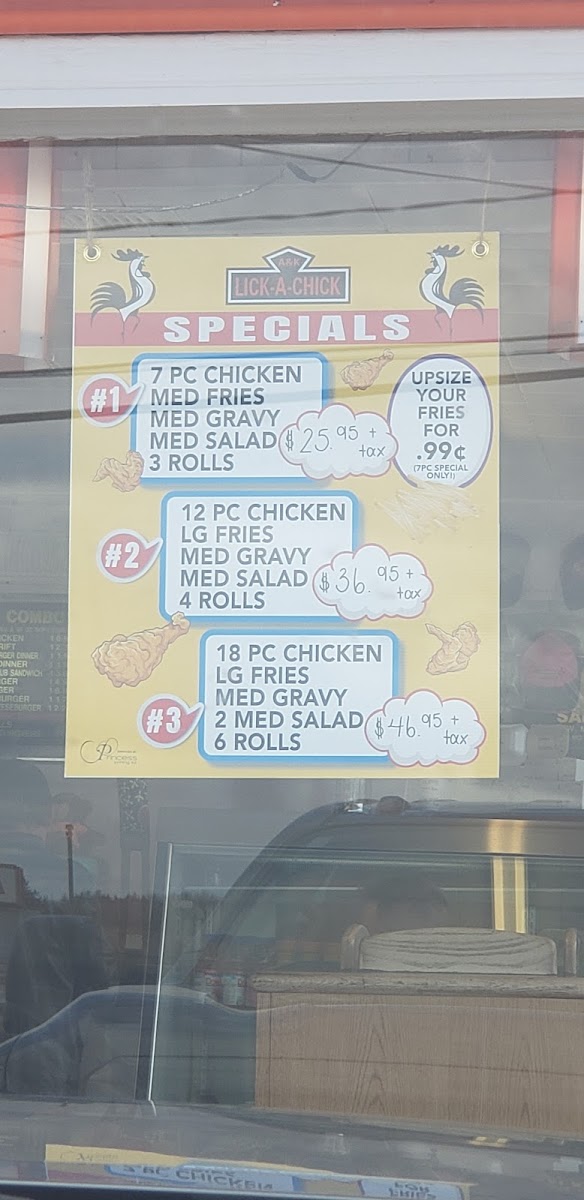 A&K
LICK-A-CHICK
SPECIALS
#1
7 PC CHICKEN
MED FRIES
MED GRAVY
MED SALAD
3 ROLLS
$25.95 +
tax
UPSIZE
YOUR
FRIES
FOR
.99¢
(7PC SPECIAL
ONLY!)
#2
12 PC CHICKEN
LG FRIES
MED GRAVY
MED SALAD
4 ROLLS
$36.95 +
tax
#3
18 PC CHICKEN
LG FRIES
MED GRAVY
2 MED SALAD
6 ROLLS
$46.95 +
tax
Princess
COMBO